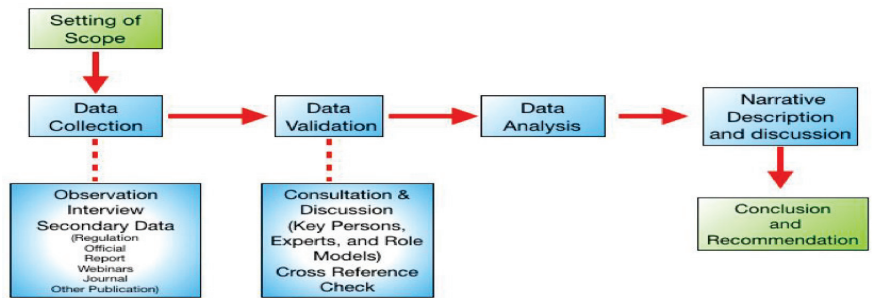 Setting of
Scope
Data
Collection
Data
Validation
Data
Analysis
Narrative
Description
and discussion
Observation
Interview
Secondary Data
(Regulation
Official
Report
Webinars
Journal
Other Publication)
Consultation &
Discussion
(Key Persons,
Experts, and Role
Models)
Cross Reference
Check
Conclusion
and
Recommendation